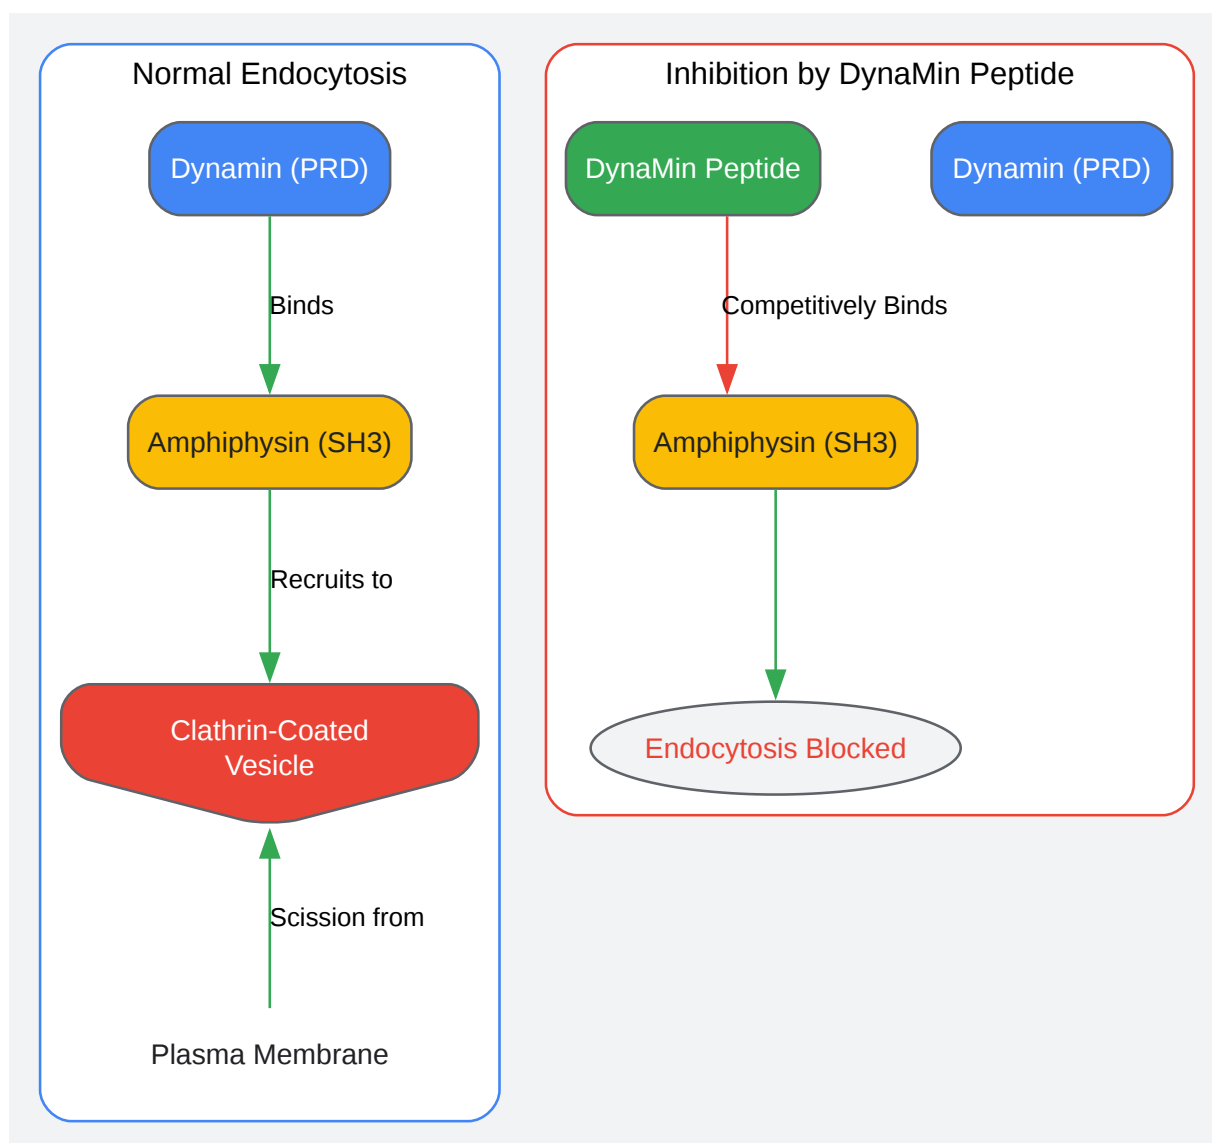 Normal Endocytosis
Dynamin (PRD)
Binds
Amphiphysin (SH3)
Recruits to
Clathrin-Coated
Vesicle
Scission from
Plasma Membrane
Inhibition by DynaMin Peptide
DynaMin Peptide
Dynamin (PRD)
Competitively Binds
Amphiphysin (SH3)
Endocytosis Blocked